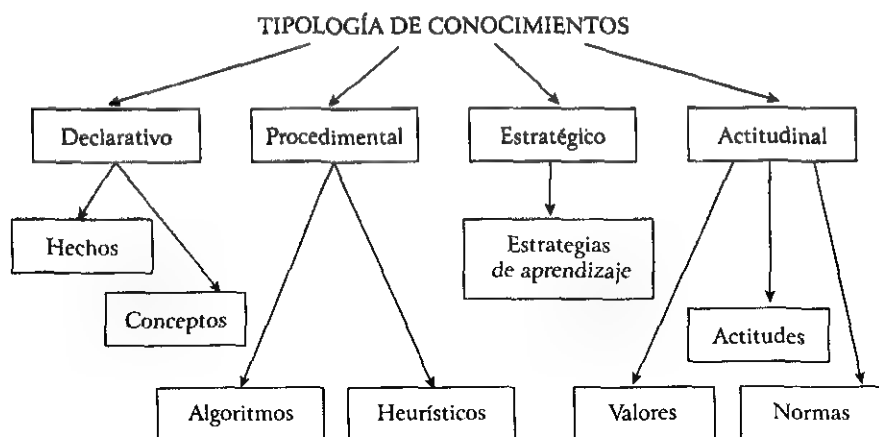 TIPOLOGÍA DE CONOCIMIENTOS
Declarativo
Procedimental
Estratégico
Actitudinal
Hechos
Conceptos
Estrategias
de aprendizaje
Actitudes
Algoritmos
Heurísticos
Valores
Normas